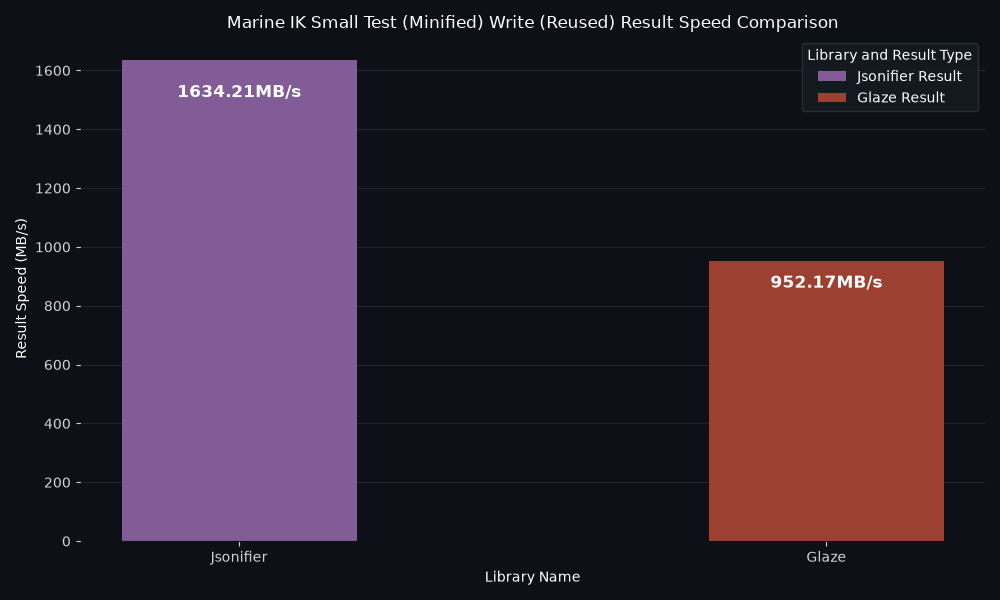 Marine IK Small Test (Minified) Write (Reused) Result Speed Comparison
Library and Result Type
Jsonifier Result
Glaze Result
1634.21MB/s
952.17MB/s
Result Speed (MB/s)
1600
1400
1200
1000
800
600
400
200
0
Jsonifier
Glaze
Library Name